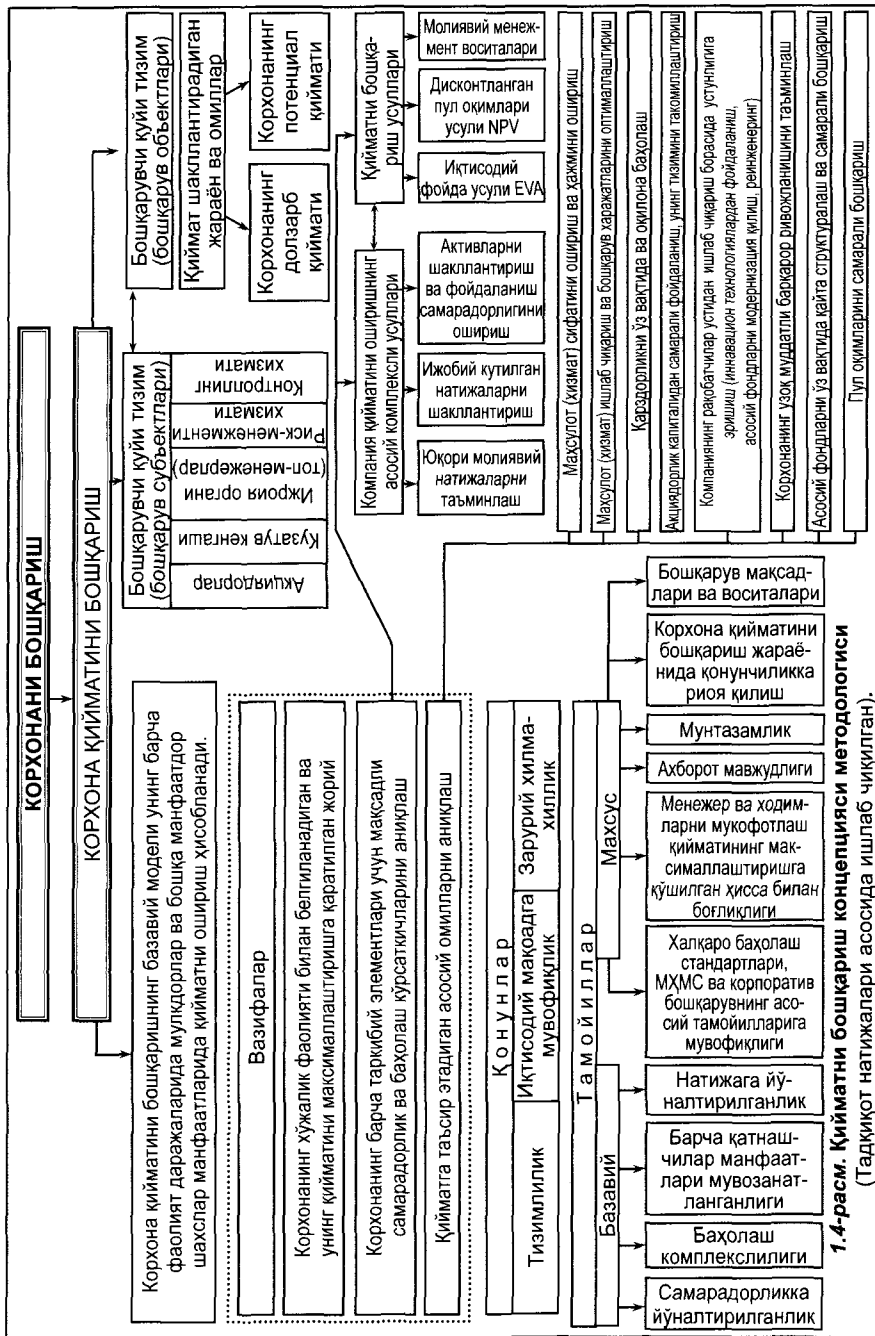 КОРХОНАНИ БОШҚАРИШ
КОРХОНА ҚИЙМАТИНИ БОШҚАРИШ
Корхона қийматини бошқаришнинг базавий модели унинг барча
фаолият даражаларида мулкдорлар ва бошқа манфаатдор
шахслар манфаатларида қийматни ошириш ҳисобланади.
Бошқарувчи қуйи тизим
(бошқарув субъектлари)
Акциядорлар
Кузатув кенгаши
Ижроия органи
(топ-менежерлар)
Риск-менежменти
хизмати
Контроллинг
хизмати
Бошқарувчи қуйи тизим
(бошқарув объектлари)
Қиймат шакллантирадиган
жараён ва омиллар
Корхонанинг
долзарб
қиймати
Корхонанинг
потенциал
қиймати
Вазифалар
Корхонанинг хўжалик фаолияти билан белгиланадиган ва
унинг қийматини максималлаштиришга қаратилган жорий
Корхонанинг барча таркибий элементлари учун мақсадли
самарадорлик ва баҳолаш кўрсаткичларини аниқлаш
Қийматга таъсир этадиган асосий омилларни аниқлаш
Компания қийматини оширишнинг
асосий комплексли усуллари
Юқори молиявий
натижаларни
таъминлаш
Ижобий кутилган
натижаларни
шакллантириш
Активларни
шакллантириш
ва фойдаланиш
самарадорлигини
ошириш
Қийматни бошқа-
риш усуллари
Иқтисодий
фойда усули EVA
Дисконтланган
пул оқимлари
усули NPV
Молиявий менеж-
мент воситалари
Қонунлар
Тизимлилик
Иқтисодий мақоадга
мувофиқлик
Зарурий хилма-
хиллик
Тамойиллар
Базавий
Махсус
Самарадорликка
йўналтирилганлик
Баҳолаш
комплекслилиги
Барча қатнаш-
чилар манфаат-
лари мувозанат-
ланганлиги
Натижага йў-
налтирилганлик
Халқаро баҳолаш
стандартлари,
МҲМС ва корпоратив
бошқарувнинг асо-
сий тамойилларига
мувофиқлиги
Менежер ва ходим-
ларни мукофотлаш
қийматининг мак-
сималлаштиришга
қўшилган ҳисса билан
боғлиқлиги
Ахборот мавжудлиги
Мунтазамлик
Корхона қийматини
бошқариш жараё-
нида қонунчиликка
риоя қилиш
Бошқарув мақсад-
лари ва воситалари
Маҳсулот (хизмат) сифатини ошириш ва ҳажмини ошириш
Маҳсулот (хизмат) ишлаб чиқариш ва бошқарув харажатларини оптималлаштириш
Қарздорликни ўз вақтида ва оқилона баҳолаш
Акциядорлик капиталидан самарали фойдаланиш, унинг тизимини такомиллаштириш
Компаниянинг рақобатчилар устидан ишлаб чиқариш борасида устунлигига
эришиш (инновацион технологиялардан фойдаланиш,
асосий фондларни модернизация қилиш, реинженеринг)
Корхонанинг узоқ муддатли барқарор ривожланишини таъминлаш
Асосий фондларни ўз вақтида қайта структуралаш ва самарали бошқариш
Пул оқимларини самарали бошқариш
1.4-расм. Қийматни бошқариш концепцияси методологиси
(Тадқиқот натижалари асосида ишлаб чиқилган).